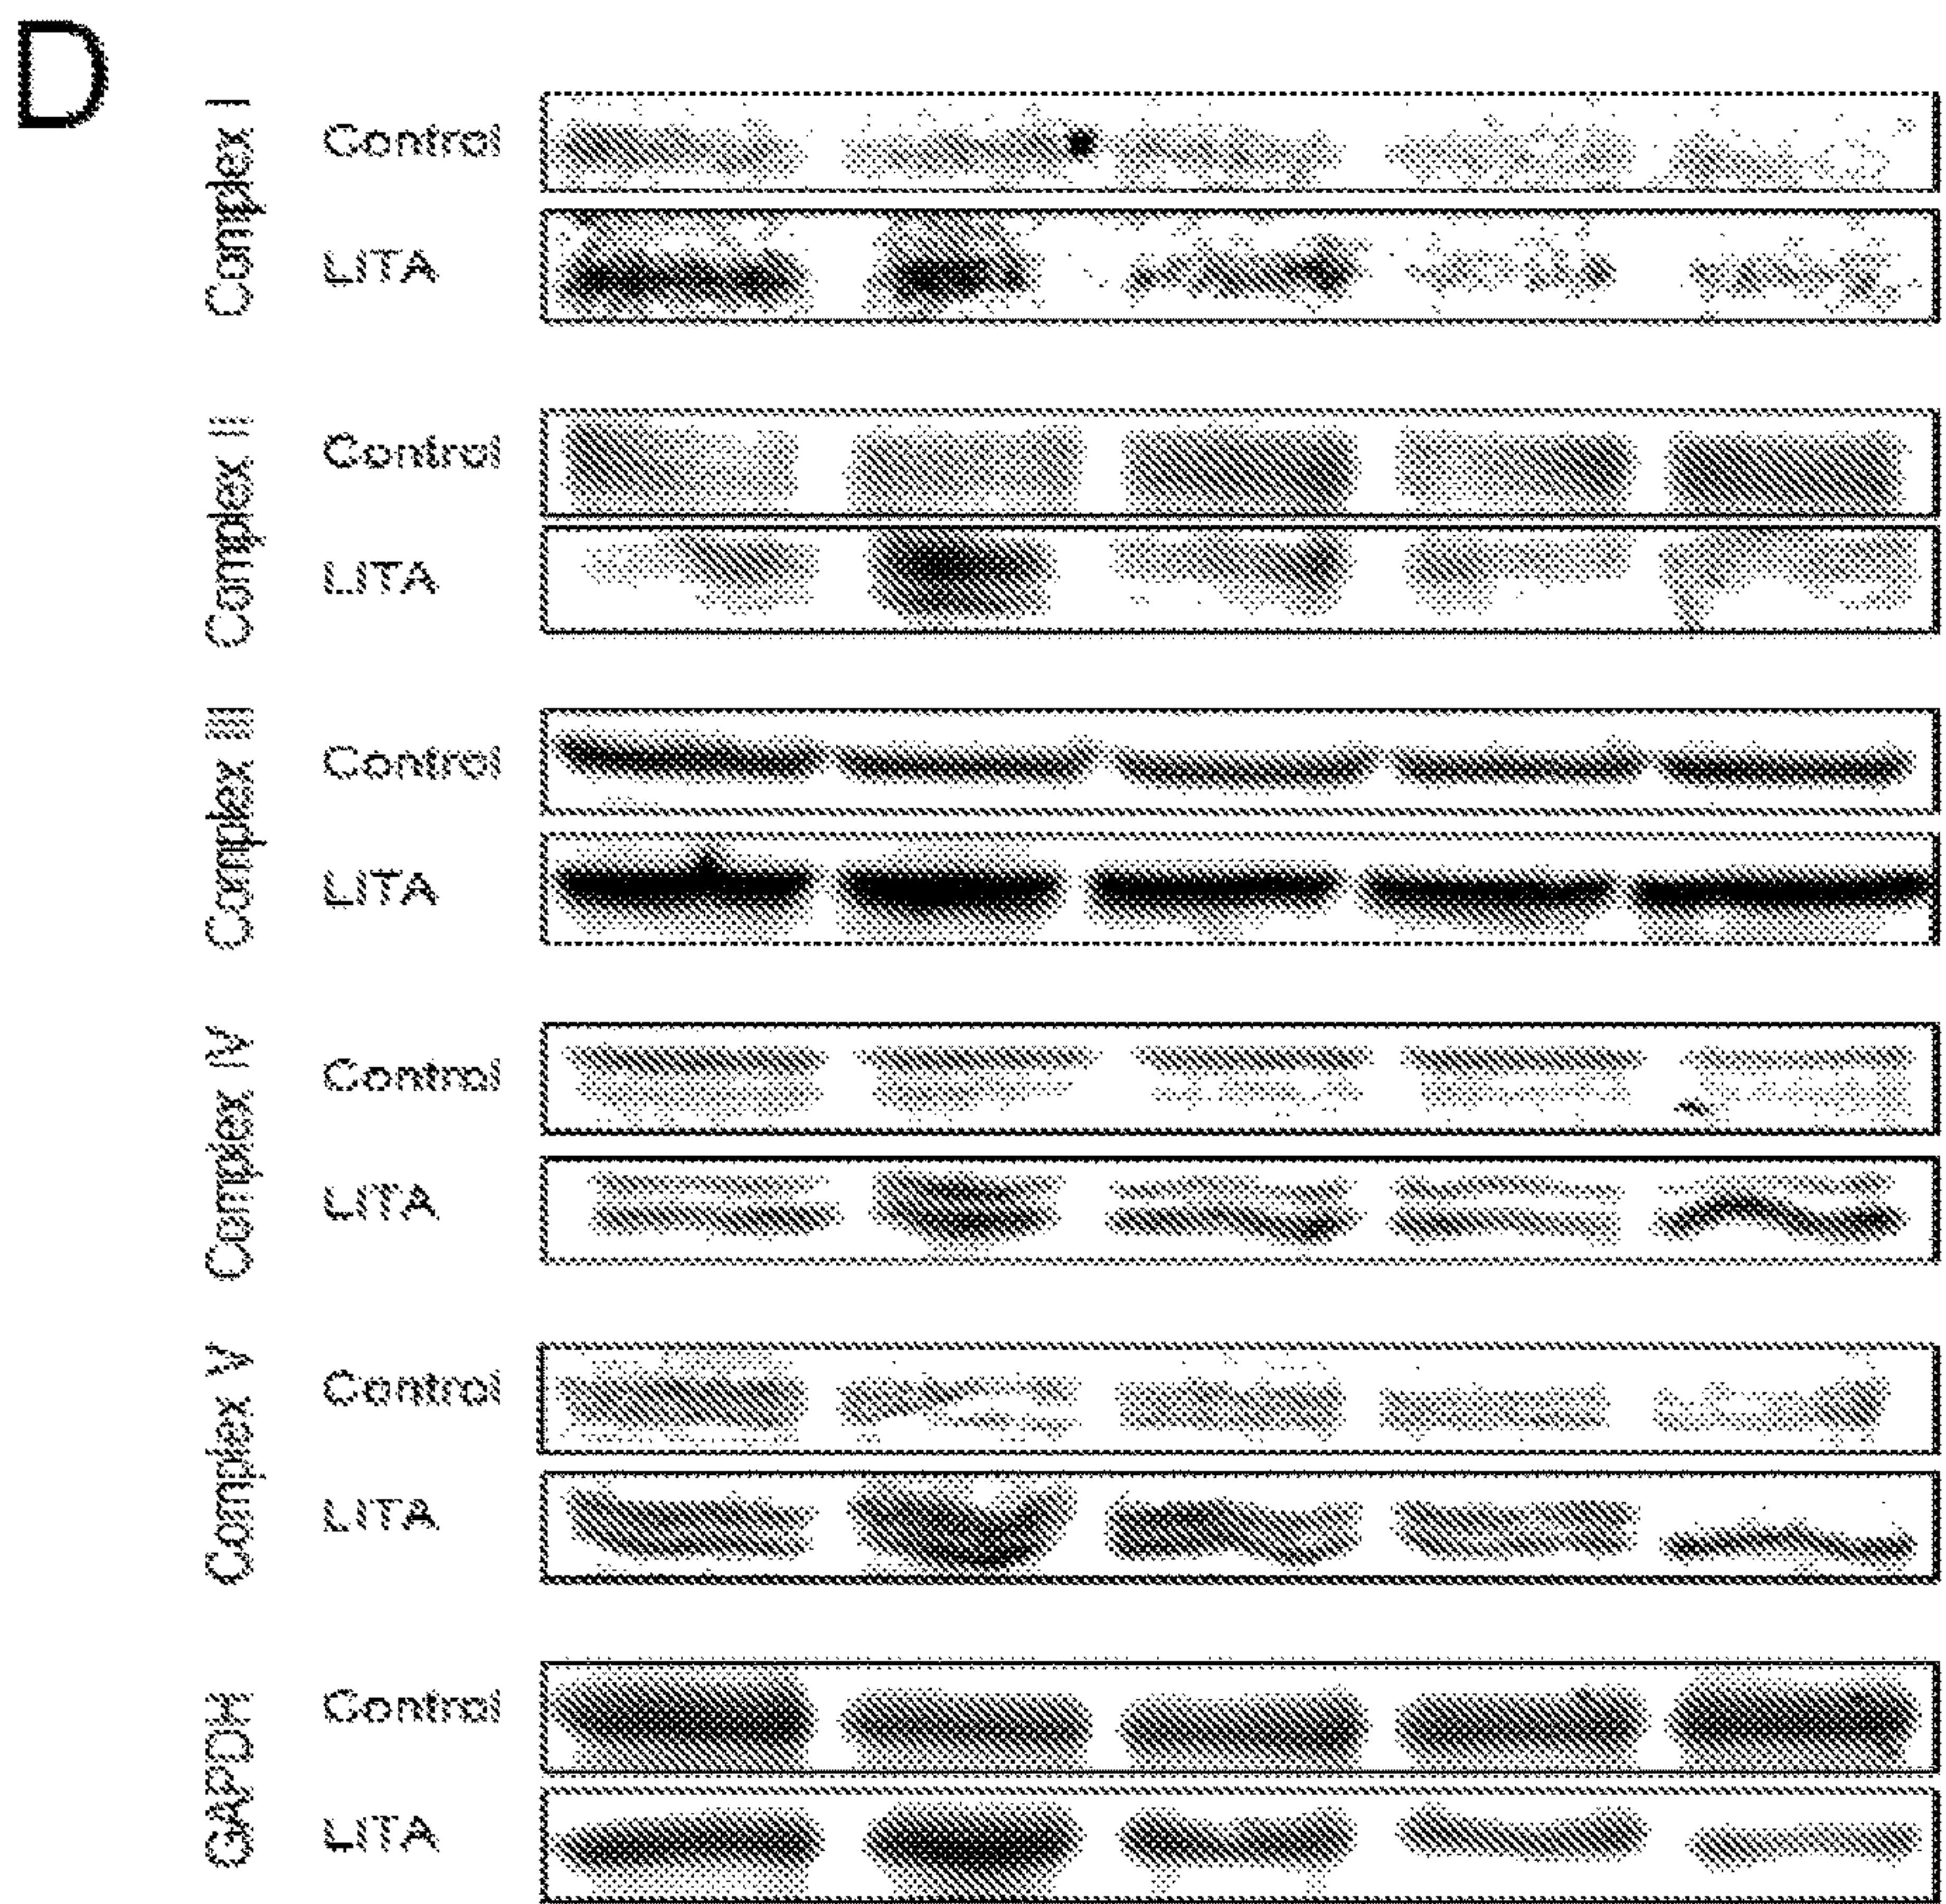 D
Complex I
Control
LITA
Complex II
Control
LITA
Complex III
Control
LITA
Complex IV
Control
LITA
Complex V
Control
LITA
GAPDH
Control
LITA